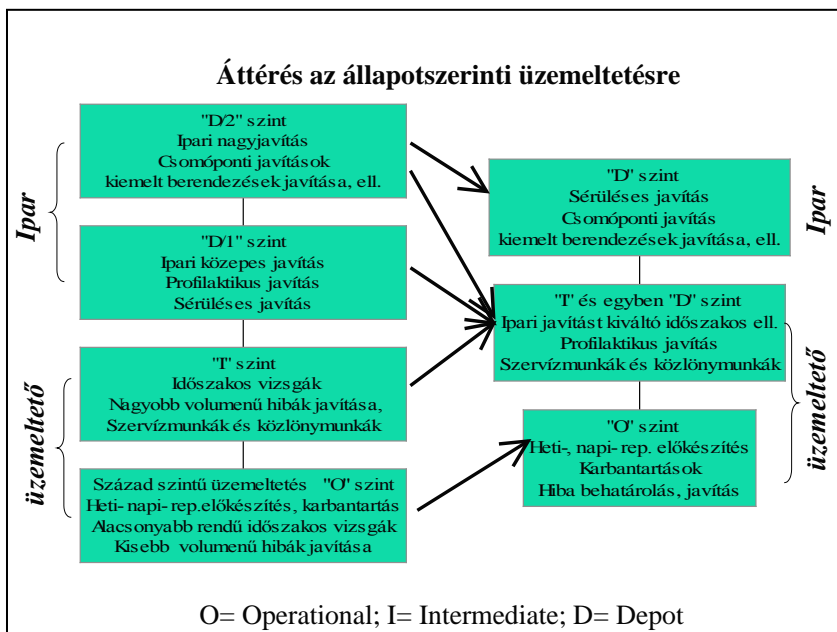 Áttérés az állapotszerinti üzemeltetésre
Ipar
"D/2" szint
Ipari nagyjavítás
Csomóponti javítások
kiemelt berendezések javítása, ell.
"D/1" szint
Ipari közepes javítás
Profilaktikus javítás
Sérüléses javítás
üzemeltető
"I" szint
Időszakos vizsgák
Nagyobb volumenű hibák javítása,
Szervízmunkák és közlönymunkák
Század szintű üzemeltetés "O" szint
Heti- napi- rep.előkészítés, karbantartás
Alacsonyabb rendű időszakos vizsgák
Kisebb volumenű hibák javítása
"D" szint
Sérüléses javítás
Csomóponti javítás
kiemelt berendezések javítása, ell.
Ipar
"I" és egyben "D" szint
Ipari javítást kiváltó időszakos ell.
Profilaktikus javítás
Szervízmunkák és közlönymunkák
"O" szint
Heti-, napi- rep. előkészítés
Karbantartások
Hiba behatárolás, javítás
üzemeltető
O= Operational; I= Intermediate; D= Depot